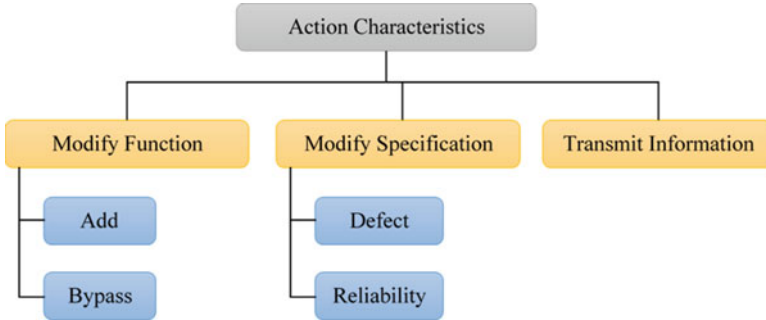 Action Characteristics
Modify Function
Modify Specification
Transmit Information
Add
Defect
Bypass
Reliability